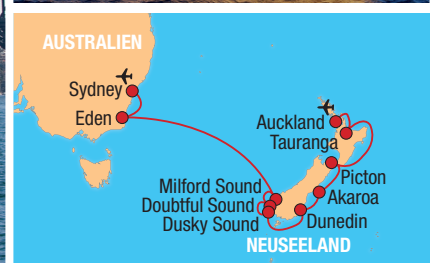 AUSTRALIEN
Sydney
Eden
Auckland
Tauranga
Picton
Milford Sound
Akaroa
Doubtful Sound
Dusky Sound
Dunedin
NEUSEELAND